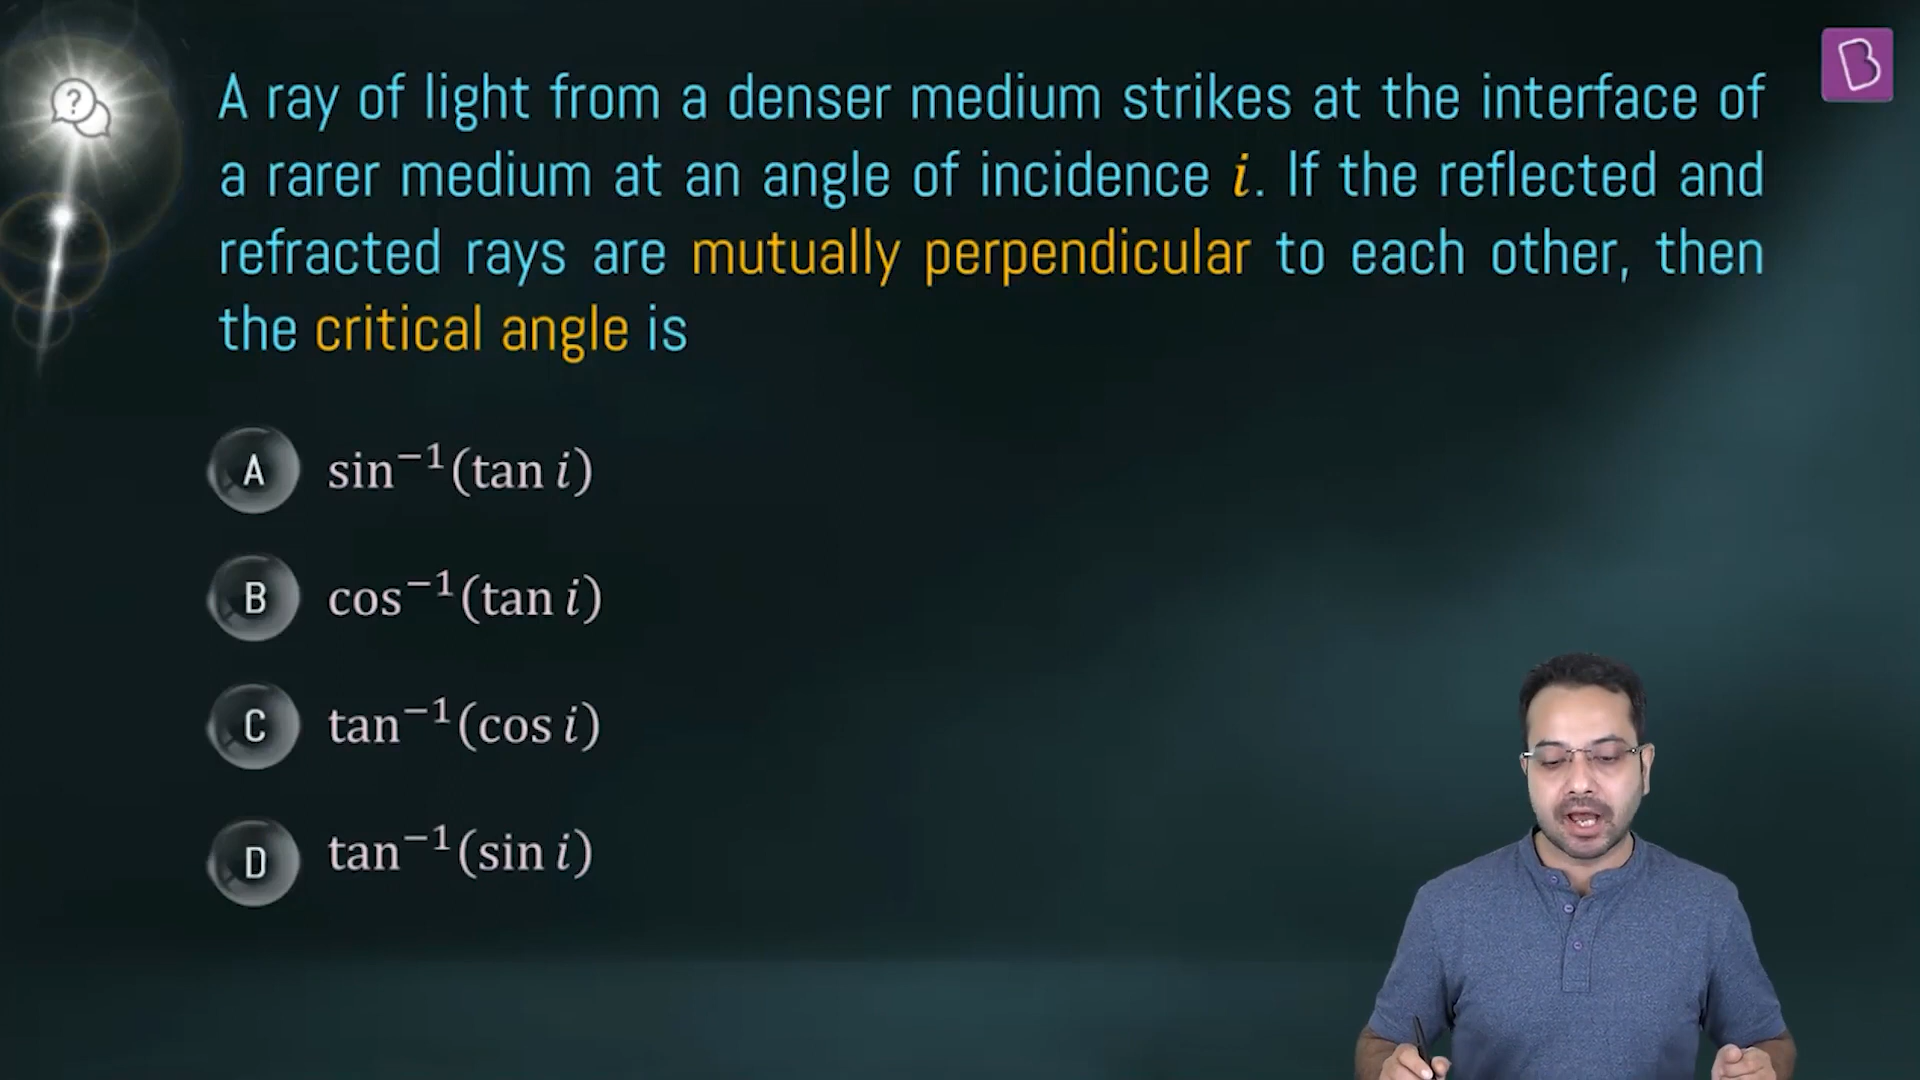 ?
A ray of light from a denser medium strikes at the interface of
a rarer medium at an angle of incidence i. If the reflected and
refracted rays are mutually perpendicular to each other, then
the critical angle is
A sin⁻¹(tan i)
B cos⁻¹(tan i)
C tan⁻¹(cos i)
D tan⁻¹(sin i)
B